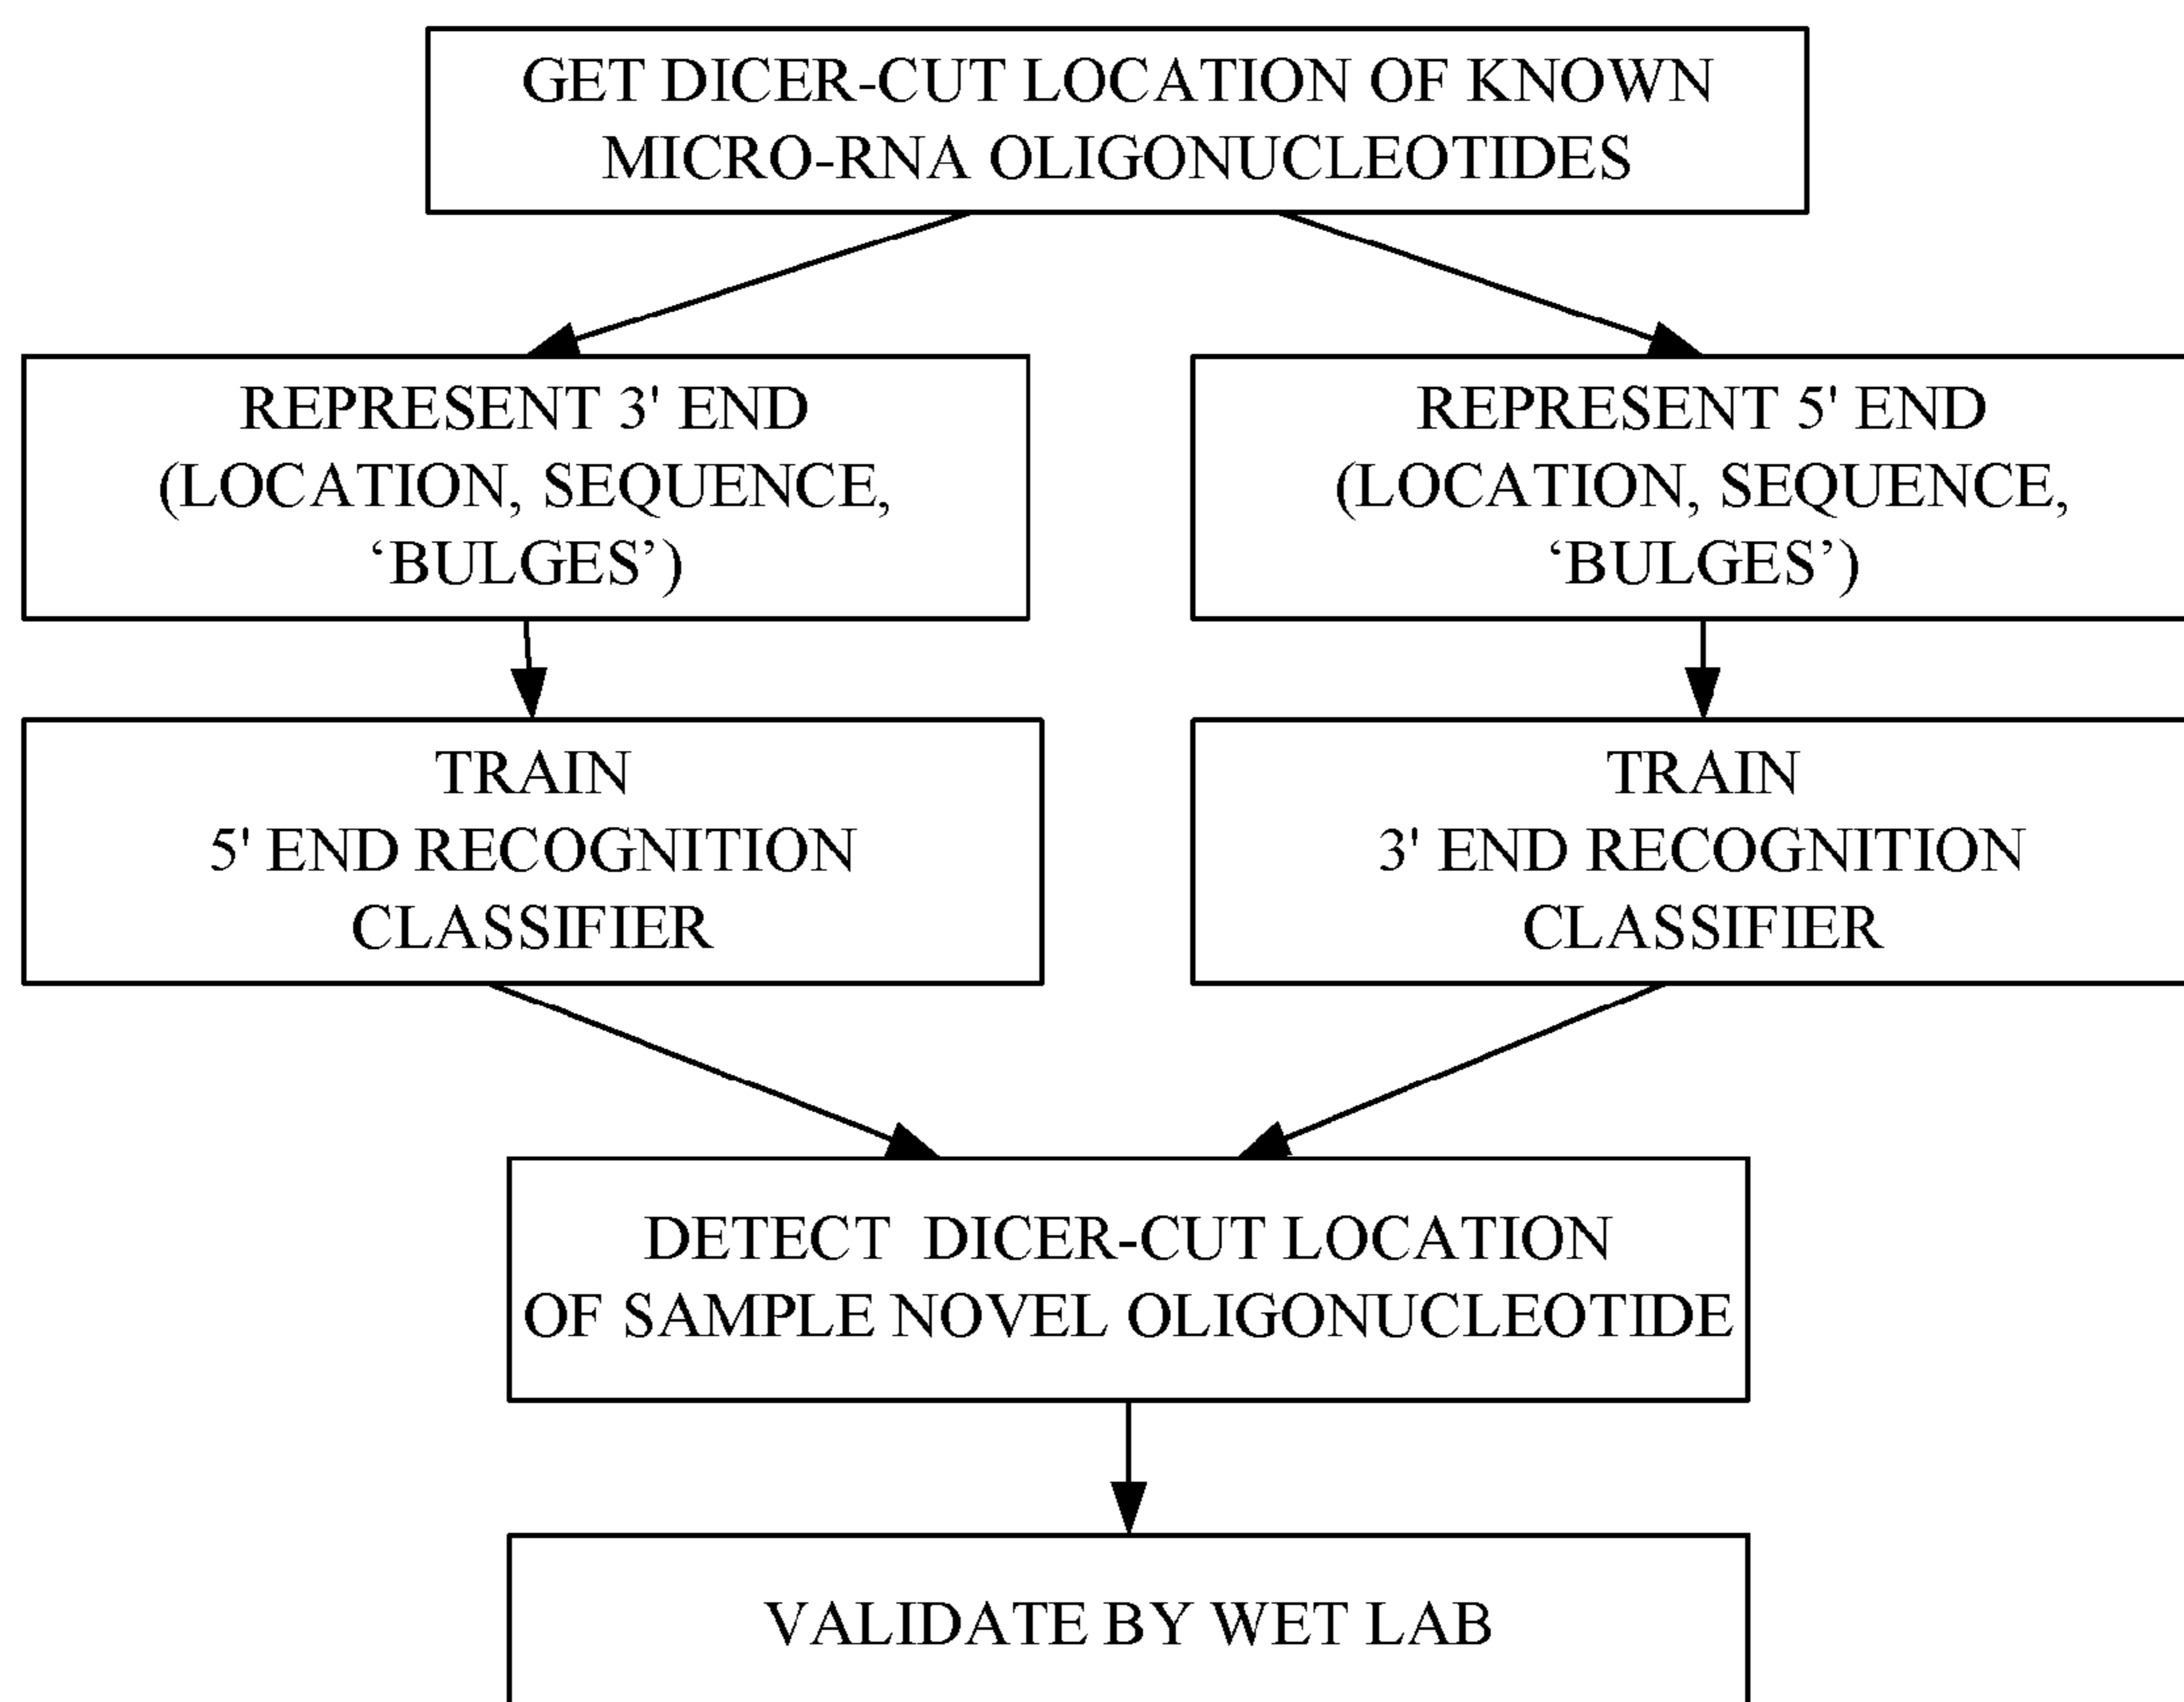 GET DICER-CUT LOCATION OF KNOWN
MICRO-RNA OLIGONUCLEOTIDES
REPRESENT 3' END
(LOCATION, SEQUENCE,
‘BULGES’)
REPRESENT 5' END
(LOCATION, SEQUENCE,
‘BULGES’)
TRAIN
5' END RECOGNITION
CLASSIFIER
TRAIN
3' END RECOGNITION
CLASSIFIER
DETECT DICER-CUT LOCATION
OF SAMPLE NOVEL OLIGONUCLEOTIDE
VALIDATE BY WET LAB